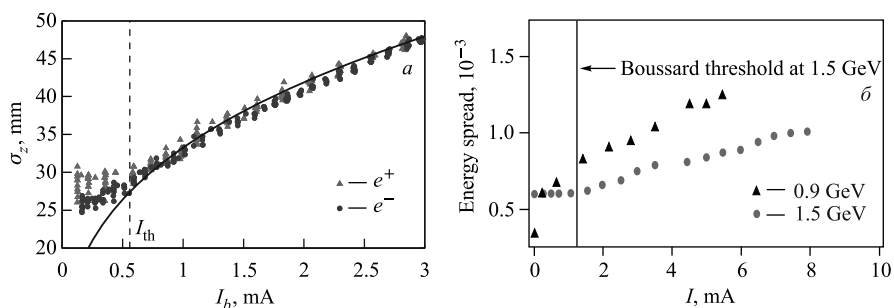 σz, mm
50
45
40
35
30
25
20
0
0.5
1.0
1.5
2.0
2.5
3
Ib, mA
Ith
а
— e+
— e−
Energy spread, 10−3
1.5
1.0
0.5
0
2
4
6
8
10
I, mA
Boussard threshold at 1.5 GeV
б
— 0.9 GeV
— 1.5 GeV